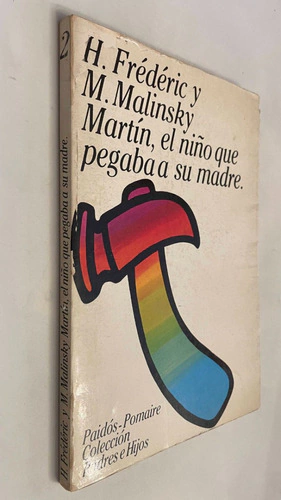 H. Frédéric y
M. Malinsky
Martín, el niño que
pegaba a su madre.
Paidós-Pomaire
Colección
Padres e Hijos
2
H. Frédéric y M. Malinsky Martín, el niño que pegaba a su madre.